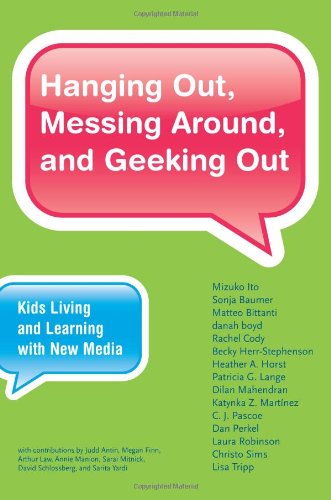 Hanging Out,
Messing Around,
and Geeking Out
Kids Living
and Learning
with New Media
Mizuko Ito
Sonja Baumer
Matteo Bittanti
danah boyd
Rachel Cody
Becky Herr-Stephenson
Heather A. Horst
Patricia G. Lange
Dilan Mahendran
Katynka Z. Martínez
C. J. Pascoe
Dan Perkel
Laura Robinson
Christo Sims
Lisa Tripp
with contributions by Judd Antin, Megan Finn,
Arthur Law, Annie Manion, Sarai Mitnick,
David Schlossberg, and Sarita Yardi